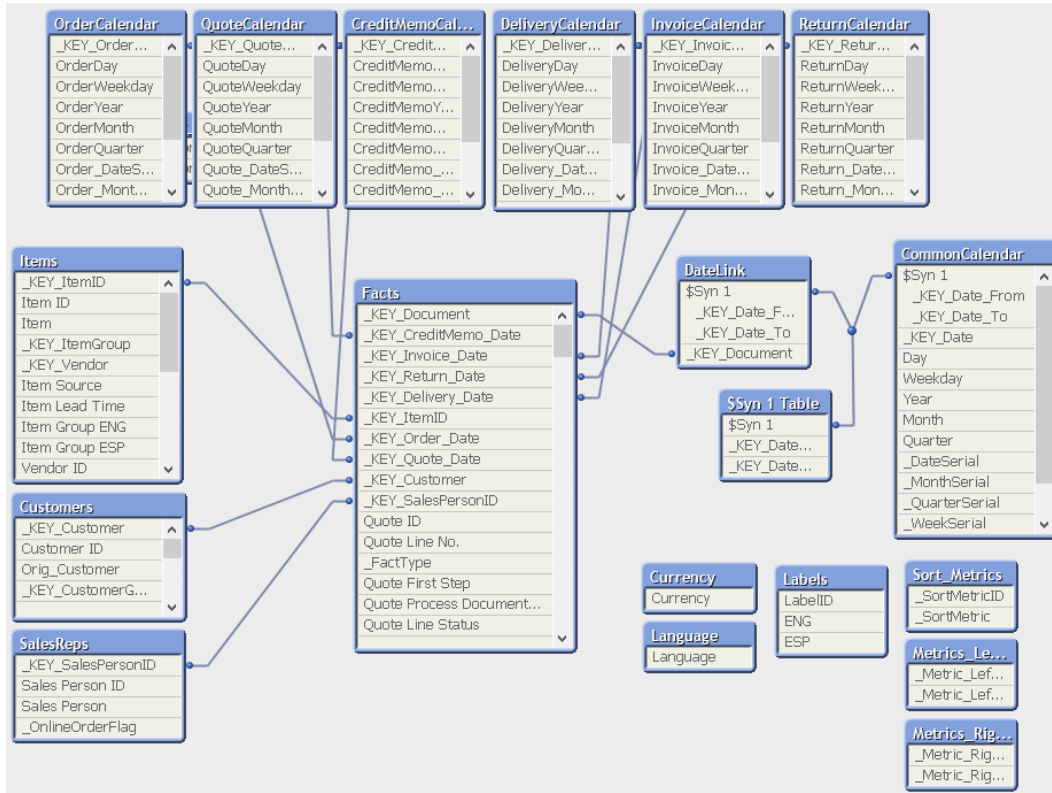 OrderCalendar
_KEY_Order...
OrderDay
OrderWeekday
OrderYear
OrderMonth
OrderQuarter
Order_DateS...
Order_Mont...
QuoteCalendar
_KEY_Quote...
QuoteDay
QuoteWeekday
QuoteYear
QuoteMonth
QuoteQuarter
Quote_DateS...
Quote_Month...
CreditMemoCal...
_KEY_Credit...
CreditMemo...
CreditMemo...
CreditMemoY...
CreditMemo...
CreditMemo...
CreditMemo_...
CreditMemo_...
DeliveryCalendar
_KEY_Deliver...
DeliveryDay
DeliveryWee...
DeliveryYear
DeliveryMonth
DeliveryQuar...
Delivery_Dat...
Delivery_Mo...
InvoiceCalendar
_KEY_Invoic...
InvoiceDay
InvoiceWeek...
InvoiceYear
InvoiceMonth
InvoiceQuarter
Invoice_Date...
Invoice_Mon...
ReturnCalendar
_KEY_Retur...
ReturnDay
ReturnWeek...
ReturnYear
ReturnMonth
ReturnQuarter
Return_Date...
Return_Mon...
Items
_KEY_ItemID
Item ID
Item
_KEY_ItemGroup
_KEY_Vendor
Item Source
Item Lead Time
Item Group ENG
Item Group ESP
Vendor ID
Customers
_KEY_Customer
Customer ID
Orig_Customer
_KEY_CustomerG...
SalesReps
_KEY_SalesPersonID
Sales Person ID
Sales Person
_OnlineOrderFlag
Facts
_KEY_Document
_KEY_CreditMemo_Date
_KEY_Invoice_Date
_KEY_Return_Date
_KEY_Delivery_Date
_KEY_ItemID
_KEY_Order_Date
_KEY_Quote_Date
_KEY_Customer
_KEY_SalesPersonID
Quote ID
Quote Line No.
_FactType
Quote First Step
Quote Process Document...
Quote Line Status
DateLink
$Syn 1
_KEY_Date_F...
_KEY_Date_To
_KEY_Document
$Syn 1 Table
$Syn 1
_KEY_Date...
_KEY_Date...
CommonCalendar
$Syn 1
_KEY_Date_From
_KEY_Date_To
_KEY_Date
Day
Weekday
Year
Month
Quarter
_DateSerial
_MonthSerial
_QuarterSerial
_WeekSerial
Currency
Currency
Language
Language
Labels
LabelID
ENG
ESP
Sort_Metrics
_SortMetricID
_SortMetric
Metrics_Le...
_Metric_Lef...
_Metric_Lef...
Metrics_Rig...
_Metric_Rig...
_Metric_Rig...